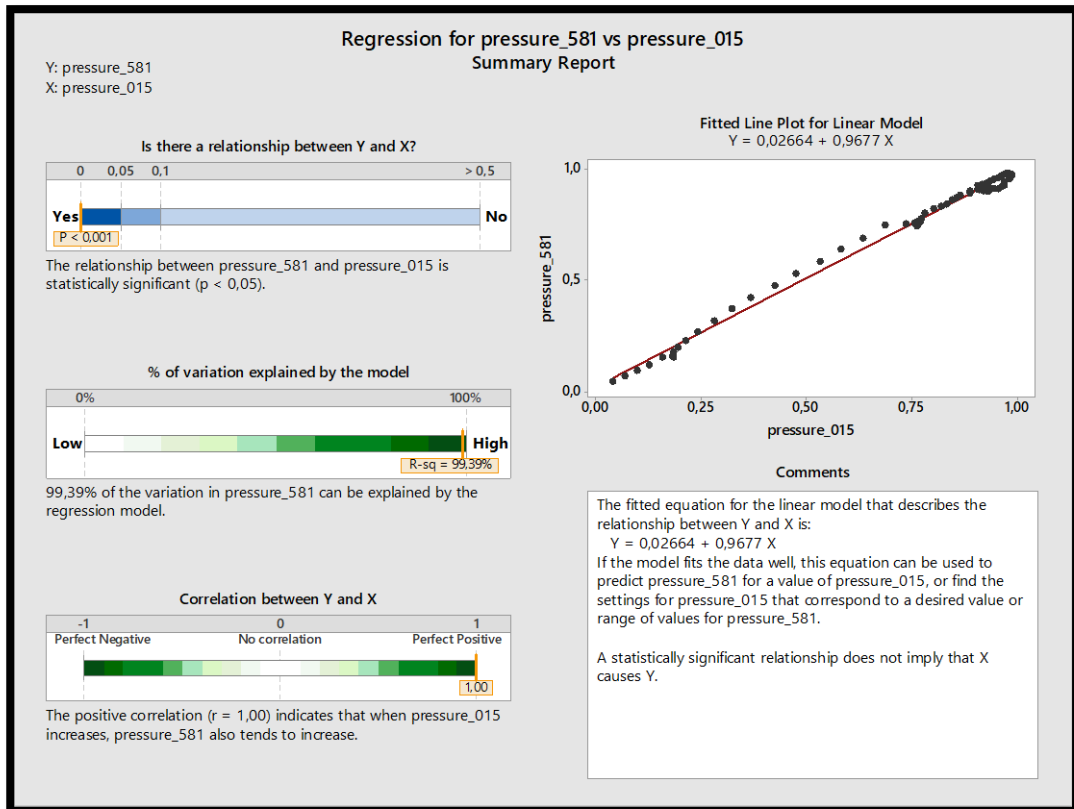 Regression for pressure_581 vs pressure_015
Summary Report
Y: pressure_581
X: pressure_015
Is there a relationship between Y and X?
0 0,05 0,1 > 0,5
Yes No
P < 0,001
The relationship between pressure_581 and pressure_015 is
statistically significant (p < 0,05).
% of variation explained by the model
0% 100%
Low High
R-sq = 99,39%
99,39% of the variation in pressure_581 can be explained by the
regression model.
Correlation between Y and X
-1 0 1
Perfect Negative No correlation Perfect Positive
1,00
The positive correlation (r = 1,00) indicates that when pressure_015
increases, pressure_581 also tends to increase.
Fitted Line Plot for Linear Model
Y = 0,02664 + 0,9677 X
1,0
0,5
0,0
pressure_581
0,00 0,25 0,50 0,75 1,00
pressure_015
Comments
The fitted equation for the linear model that describes the
relationship between Y and X is:
Y = 0,02664 + 0,9677 X
If the model fits the data well, this equation can be used to
predict pressure_581 for a value of pressure_015, or find the
settings for pressure_015 that correspond to a desired value or
range of values for pressure_581.
A statistically significant relationship does not imply that X
causes Y.